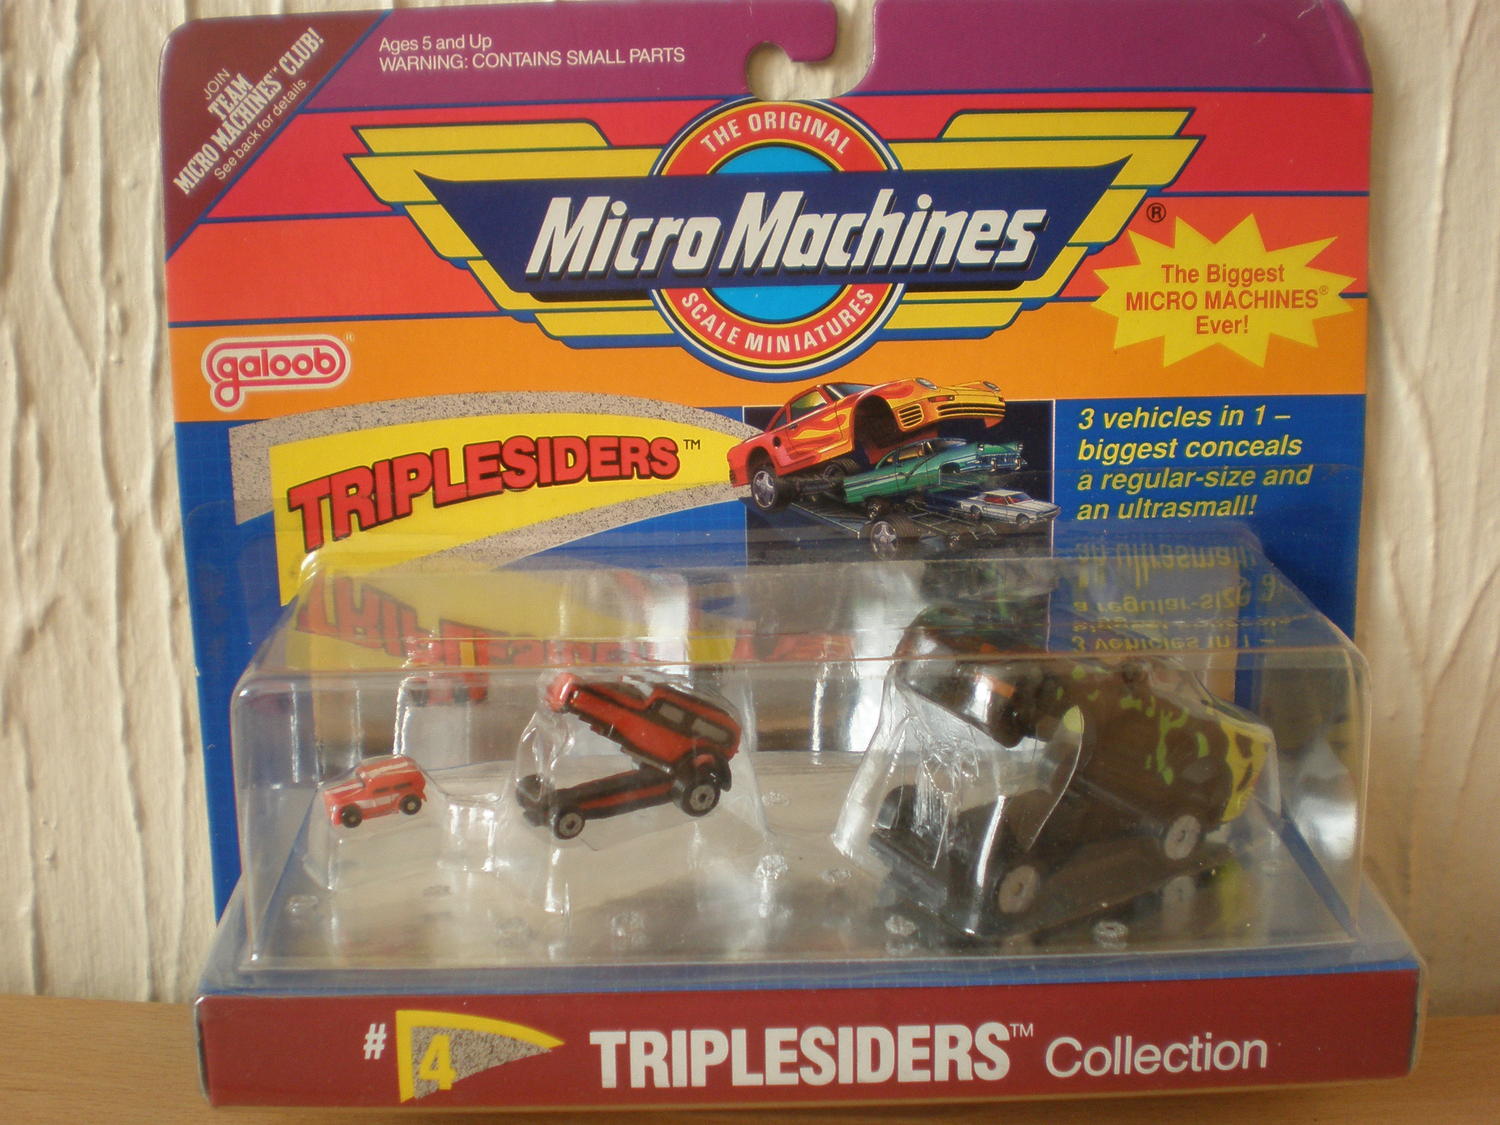 JOIN
TEAM
MICRO MACHINES™ CLUB!
See back for details.
Ages 5 and Up
WARNING: CONTAINS SMALL PARTS
THE ORIGINAL
Micro Machines®
SCALE MINIATURES
The Biggest
MICRO MACHINES®
Ever!
galoob®
TRIPLESIDERS™
3 vehicles in 1 –
biggest conceals
a regular-size and
an ultrasmall!
#4 TRIPLESIDERS™ Collection